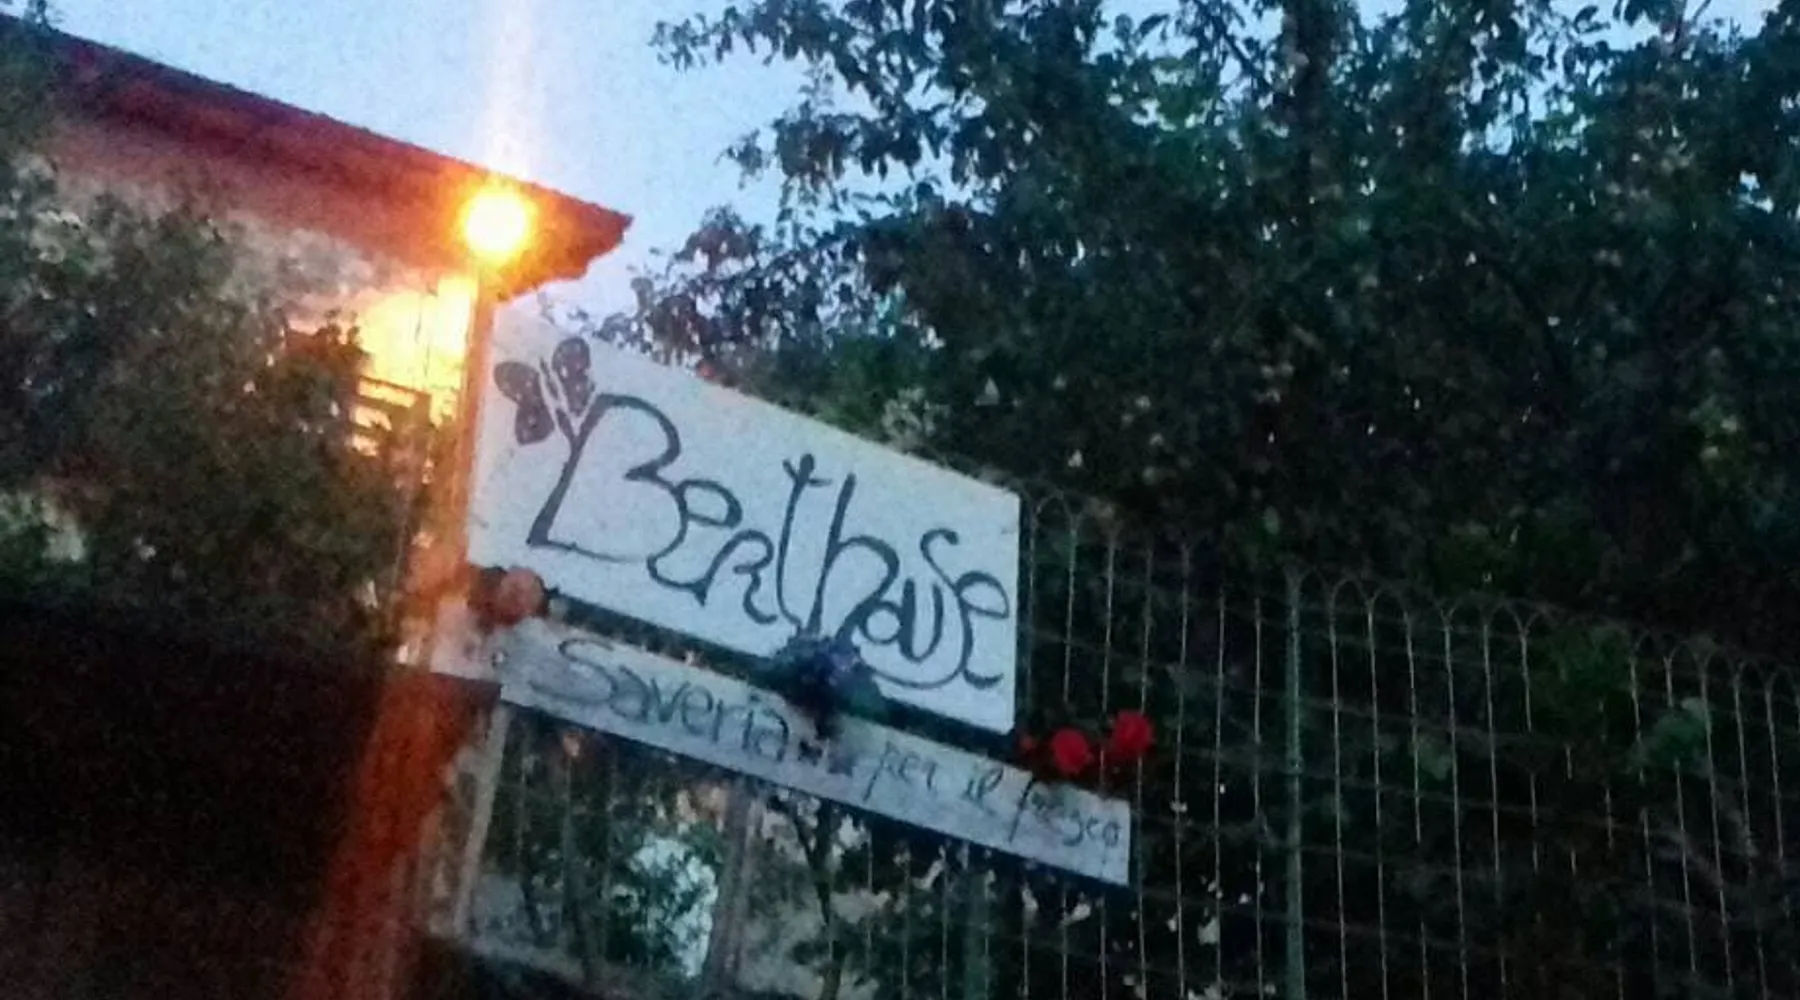 Berthouse
Saveria per il fresco